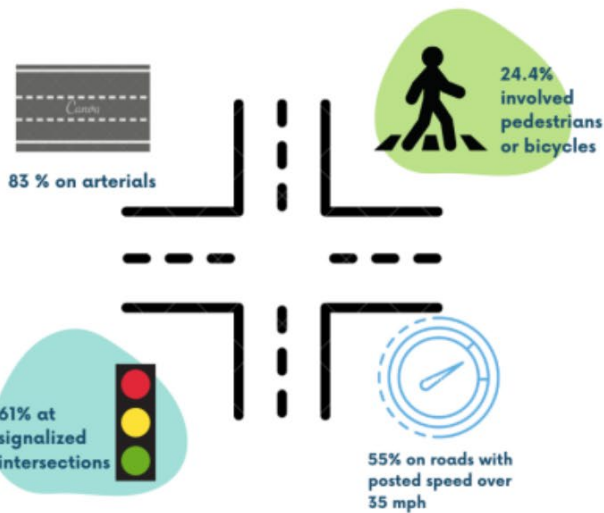 Canva
83 % on arterials
24.4%
involved
pedestrians
or bicycles
61% at
signalized
intersections
55% on roads with
posted speed over
35 mph